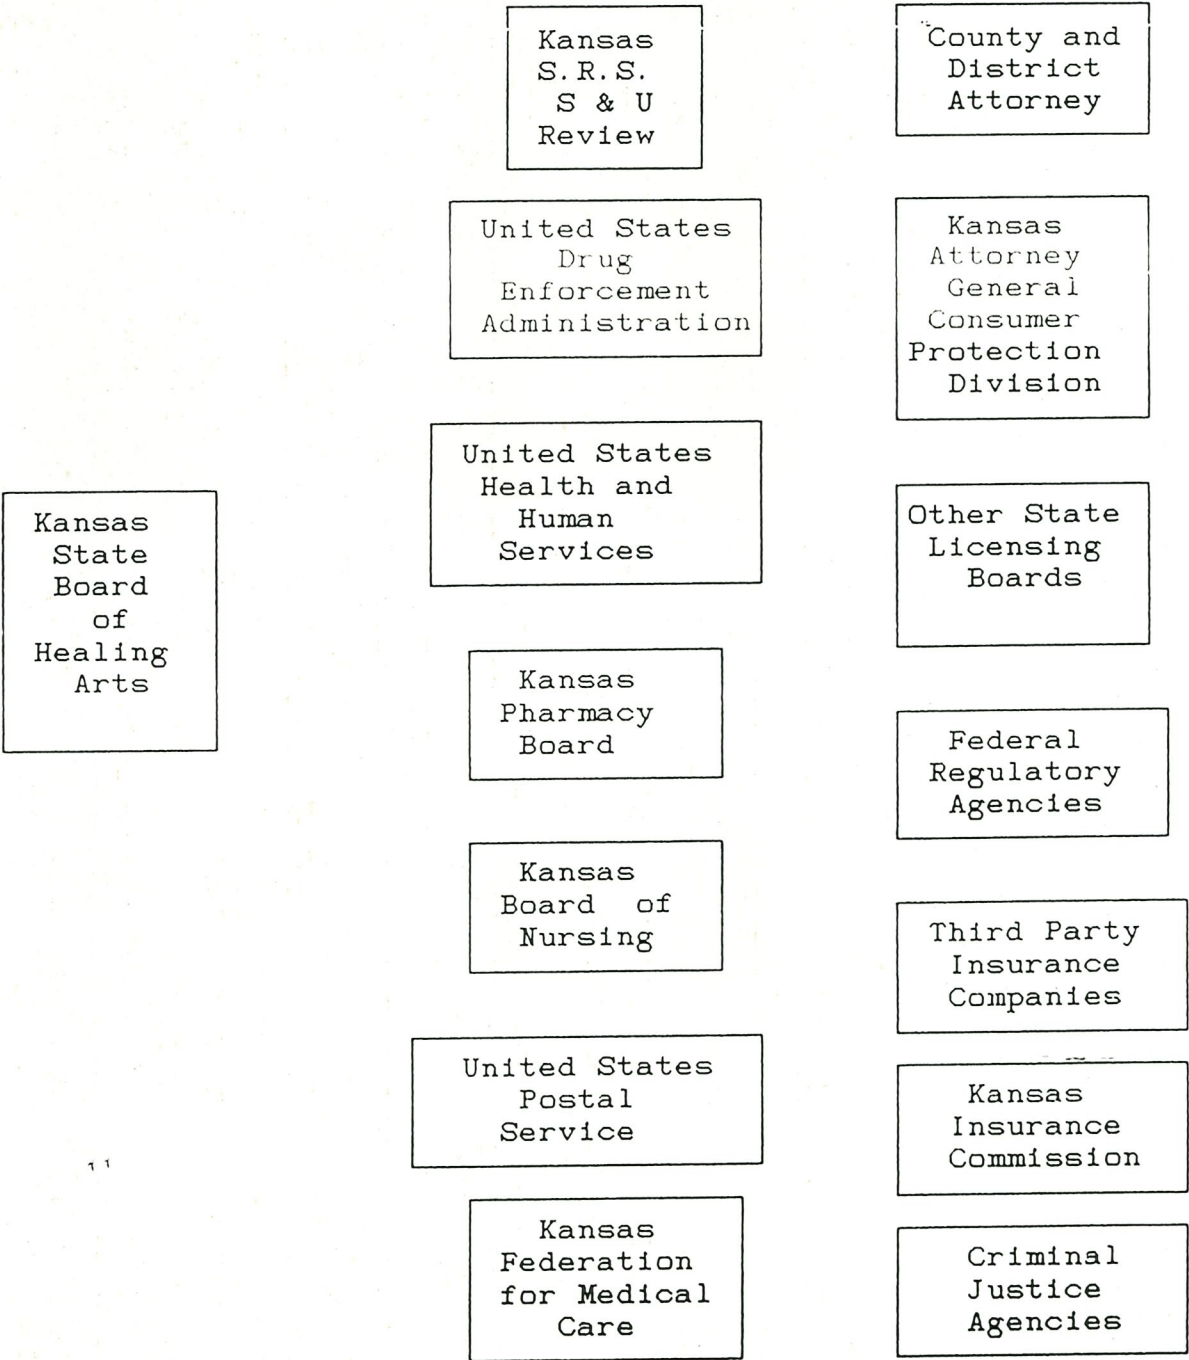 Kansas
State
Board
of
Healing
Arts
Kansas
S.R.S.
S & U
Review
United States
Drug
Enforcement
Administration
United States
Health and
Human
Services
Kansas
Pharmacy
Board
Kansas
Board of
Nursing
United States
Postal
Service
Kansas
Federation
for Medical
Care
County and
District
Attorney
Kansas
Attorney
General
Consumer
Protection
Division
Other State
Licensing
Boards
Federal
Regulatory
Agencies
Third Party
Insurance
Companies
Kansas
Insurance
Commission
Criminal
Justice
Agencies